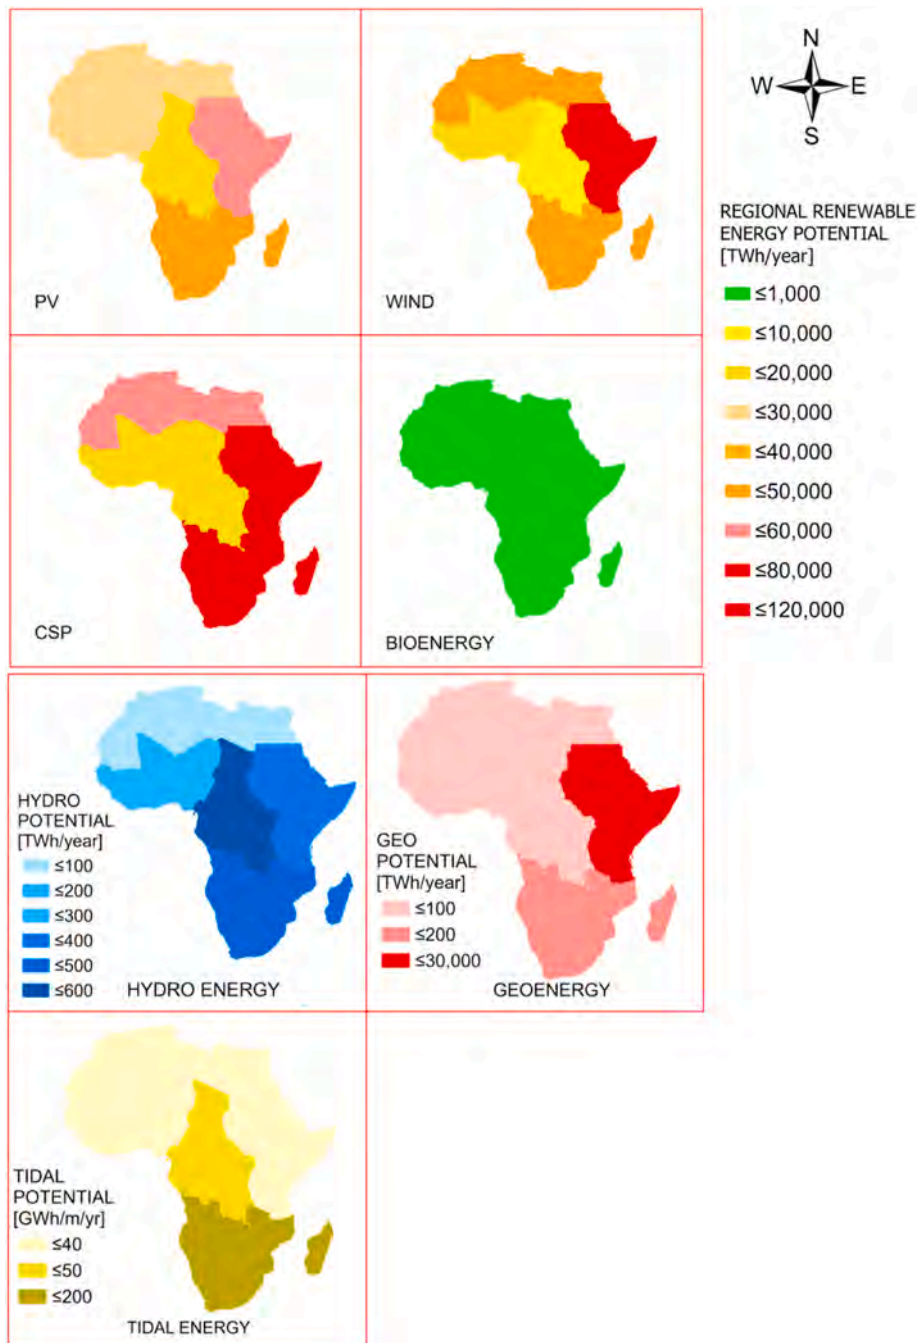 N
W E
S
PV
WIND
REGIONAL RENEWABLE
ENERGY POTENTIAL
[TWh/year]
≤1,000
≤10,000
≤20,000
≤30,000
≤40,000
≤50,000
≤60,000
≤80,000
≤120,000
CSP
BIOENERGY
HYDRO
POTENTIAL
[TWh/year]
≤100
≤200
≤300
≤400
≤500
≤600
HYDRO ENERGY
GEO
POTENTIAL
[TWh/year]
≤100
≤200
≤30,000
GEOENERGY
TIDAL
POTENTIAL
[GWh/m/yr]
≤40
≤50
≤200
TIDAL ENERGY